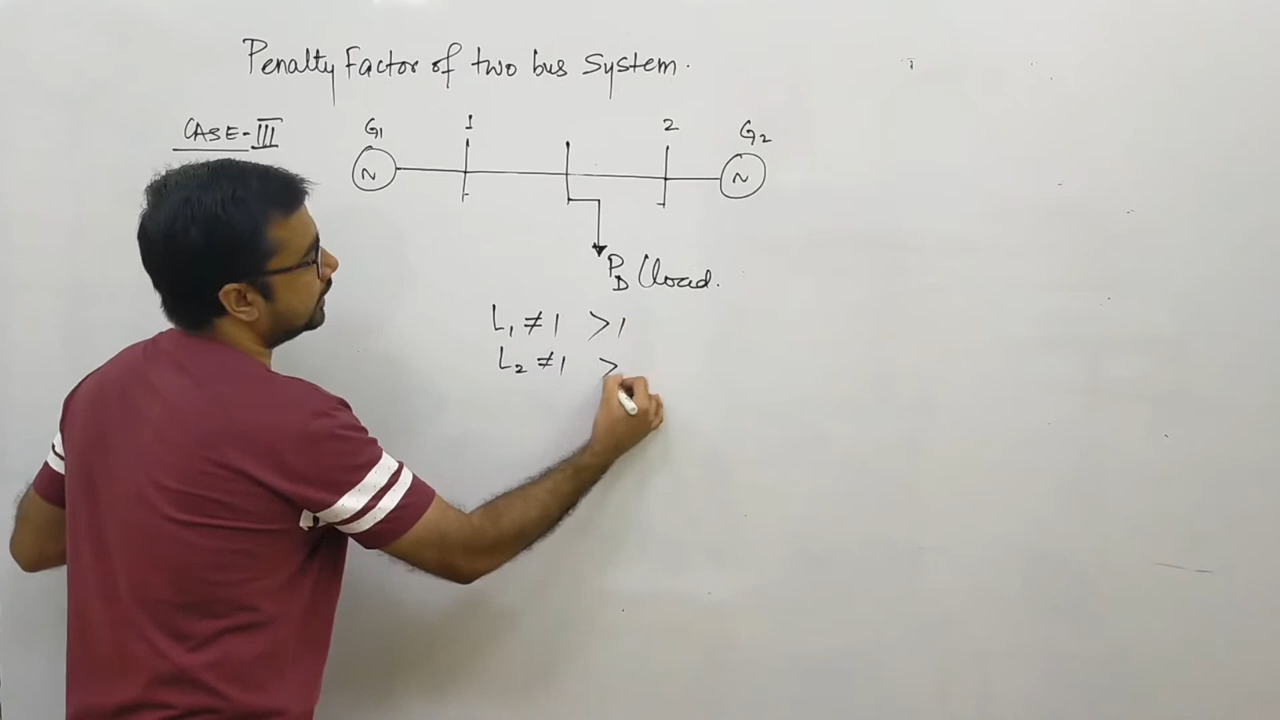 Penalty Factor of two bus System.
CASE-III
G1 1 2 G2
~ ~
PD (load.
L1 ≠ 1 >1
L2 ≠ 1 >